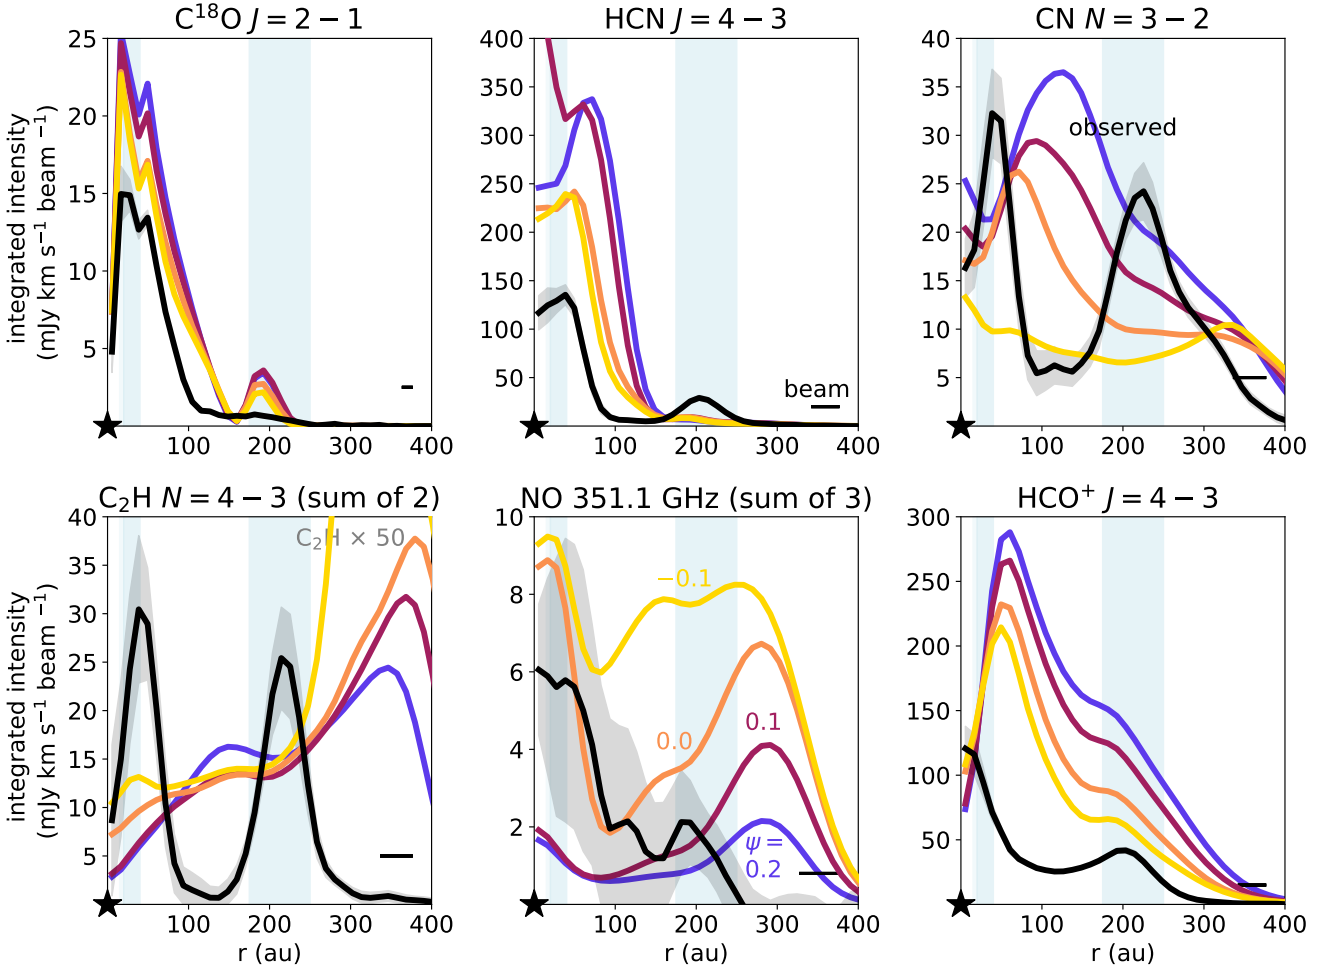 C¹⁸O J = 2 − 1
HCN J = 4 − 3
CN N = 3 − 2
integrated intensity
(mJy km s⁻¹ beam ⁻¹)
25
20
15
10
5
100 200 300 400
400
350
300
250
200
150
100
50
beam
100 200 300 400
40
35
30
25
20
15
10
5
observed
100 200 300 400
C₂H N = 4 − 3 (sum of 2)
NO 351.1 GHz (sum of 3)
HCO⁺ J = 4 − 3
integrated intensity
(mJy km s⁻¹ beam ⁻¹)
40
35
30
25
20
15
10
5
C₂H × 50
100 200 300 400
r (au)
10
8
6
4
2
−0.1
0.0
0.1
ψ =
0.2
100 200 300 400
r (au)
300
250
200
150
100
50
100 200 300 400
r (au)